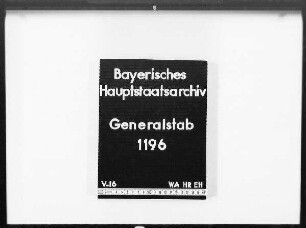 Bayerisches
Hauptstaatsarchiv
Generalstab
1196
V-16 WA HR EH